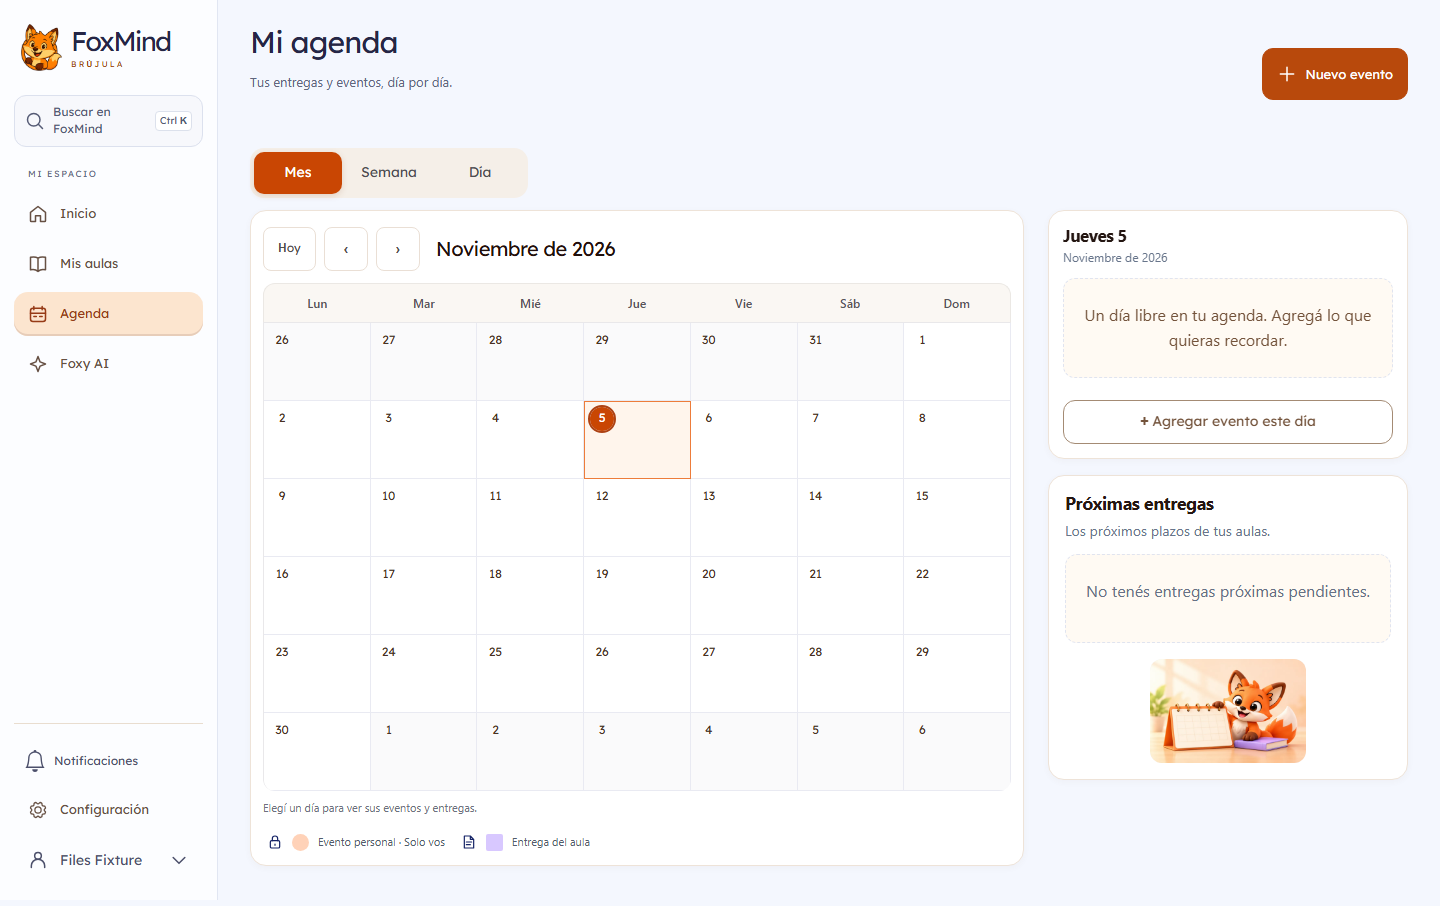 FoxMind
BRÚJULA
Buscar en
FoxMind
Ctrl K
MI ESPACIO
Inicio
Mis aulas
Agenda
Foxy AI
Notificaciones
Configuración
Files Fixture
Mi agenda
Tus entregas y eventos, día por día.
+ Nuevo evento
Mes Semana Día
Hoy ‹ › Noviembre de 2026
Lun Mar Mié Jue Vie Sáb Dom
26 27 28 29 30 31 1
2 3 4 5 6 7 8
9 10 11 12 13 14 15
16 17 18 19 20 21 22
23 24 25 26 27 28 29
30 1 2 3 4 5 6
Elegí un día para ver sus eventos y entregas.
Evento personal · Solo vos Entrega del aula
Jueves 5
Noviembre de 2026
Un día libre en tu agenda. Agregá lo que
quieras recordar.
+ Agregar evento este día
Próximas entregas
Los próximos plazos de tus aulas.
No tenés entregas próximas pendientes.